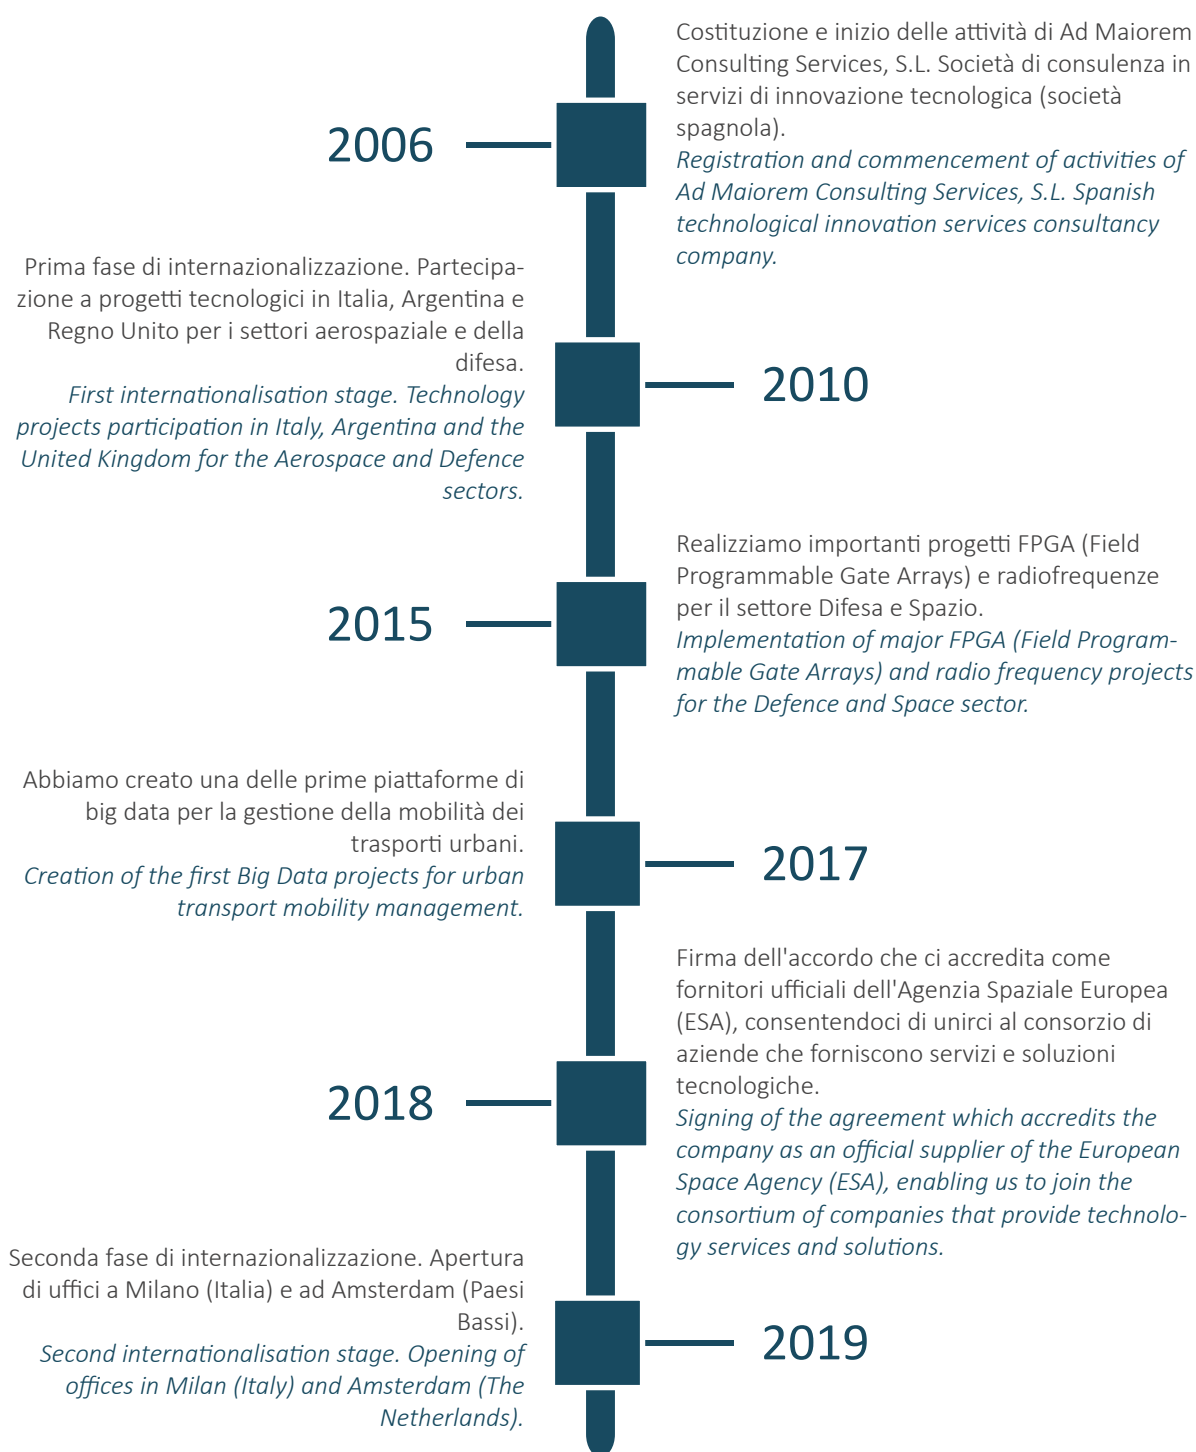 Costituzione e inizio delle attività di Ad Maiorem
Consulting Services, S.L. Società di consulenza in
servizi di innovazione tecnologica (società
spagnola).
Registration and commencement of activities of
Ad Maiorem Consulting Services, S.L. Spanish
technological innovation services consultancy
company.
2006
Prima fase di internazionalizzazione. Partecipa-
zione a progetti tecnologici in Italia, Argentina e
Regno Unito per i settori aerospaziale e della
difesa.
First internationalisation stage. Technology
projects participation in Italy, Argentina and the
United Kingdom for the Aerospace and Defence
sectors.
2010
Realizziamo importanti progetti FPGA (Field
Programmable Gate Arrays) e radiofrequenze
per il settore Difesa e Spazio.
Implementation of major FPGA (Field Program-
mable Gate Arrays) and radio frequency projects
for the Defence and Space sector.
2015
Abbiamo creato una delle prime piattaforme di
big data per la gestione della mobilità dei
trasporti urbani.
Creation of the first Big Data projects for urban
transport mobility management.
2017
Firma dell'accordo che ci accredita come
fornitori ufficiali dell'Agenzia Spaziale Europea
(ESA), consentendoci di unirci al consorzio di
aziende che forniscono servizi e soluzioni
tecnologiche.
Signing of the agreement which accredits the
company as an official supplier of the European
Space Agency (ESA), enabling us to join the
consortium of companies that provide technolo-
gy services and solutions.
2018
Seconda fase di internazionalizzazione. Apertura
di uffici a Milano (Italia) e ad Amsterdam (Paesi
Bassi).
Second internationalisation stage. Opening of
offices in Milan (Italy) and Amsterdam (The
Netherlands).
2019